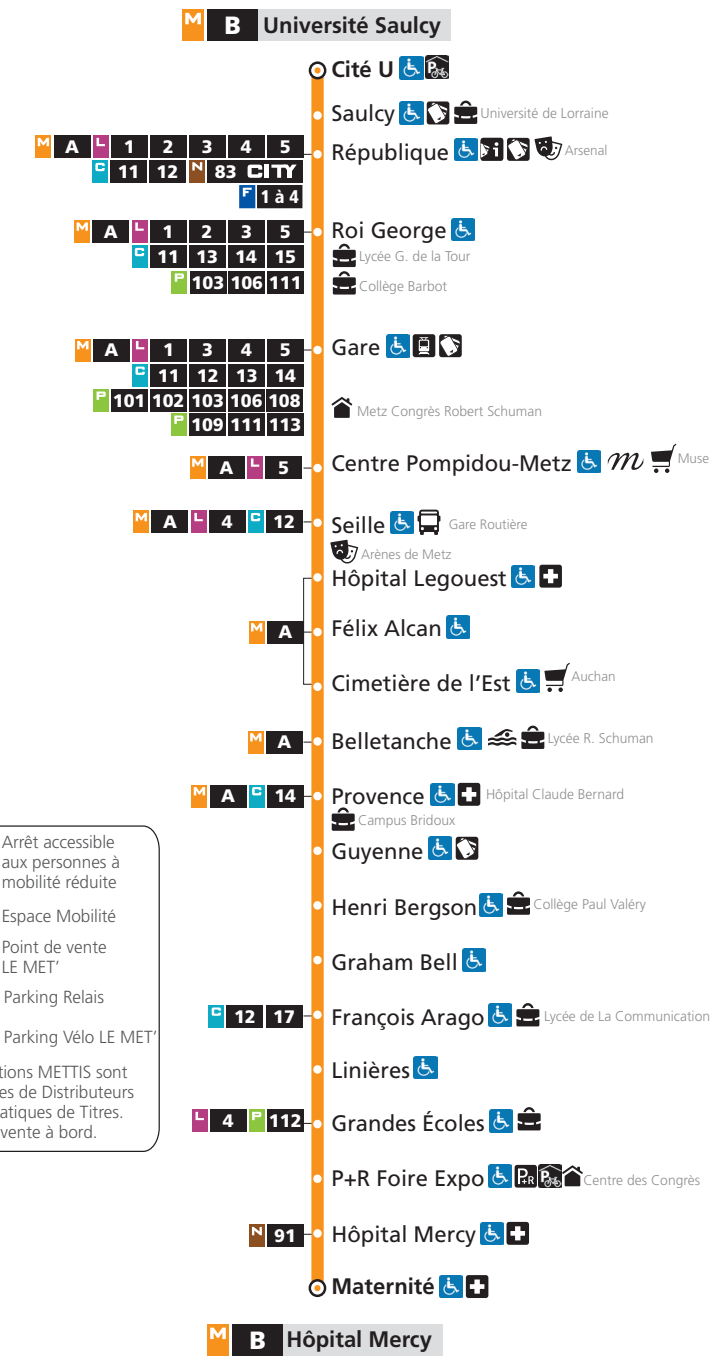 M B Université Saulcy
Cité U
Saulcy Université de Lorraine
M A L 1 2 3 4 5
C 11 12 N 83 CITY
F 1 à 4
République Arsenal
M A L 1 2 3 5
C 11 13 14 15
P 103 106 111
Roi George
Lycée G. de la Tour
Collège Barbot
M A L 1 3 4 5
C 11 12 13 14
P 101 102 103 106 108
P 109 111 113
Gare
Metz Congrès Robert Schuman
M A L 5 Centre Pompidou-Metz m Muse
M A L 4 C 12 Seille Gare Routière
Arènes de Metz
Hôpital Legouest
M A Félix Alcan
Cimetière de l'Est Auchan
M A Belletanche Lycée R. Schuman
M A C 14 Provence Hôpital Claude Bernard
Campus Bridoux
Guyenne
Henri Bergson Collège Paul Valéry
Graham Bell
C 12 17 François Arago Lycée de La Communication
Linières
L 4 P 112 Grandes Écoles
P+R Foire Expo P+R P Centre des Congrès
N 91 Hôpital Mercy
Maternité
M B Hôpital Mercy
Arrêt accessible
aux personnes à
mobilité réduite
Espace Mobilité
Point de vente
LE MET'
Parking Relais
Parking Vélo LE MET'
tions METTIS sont
es de Distributeurs
atiques de Titres.
vente à bord.